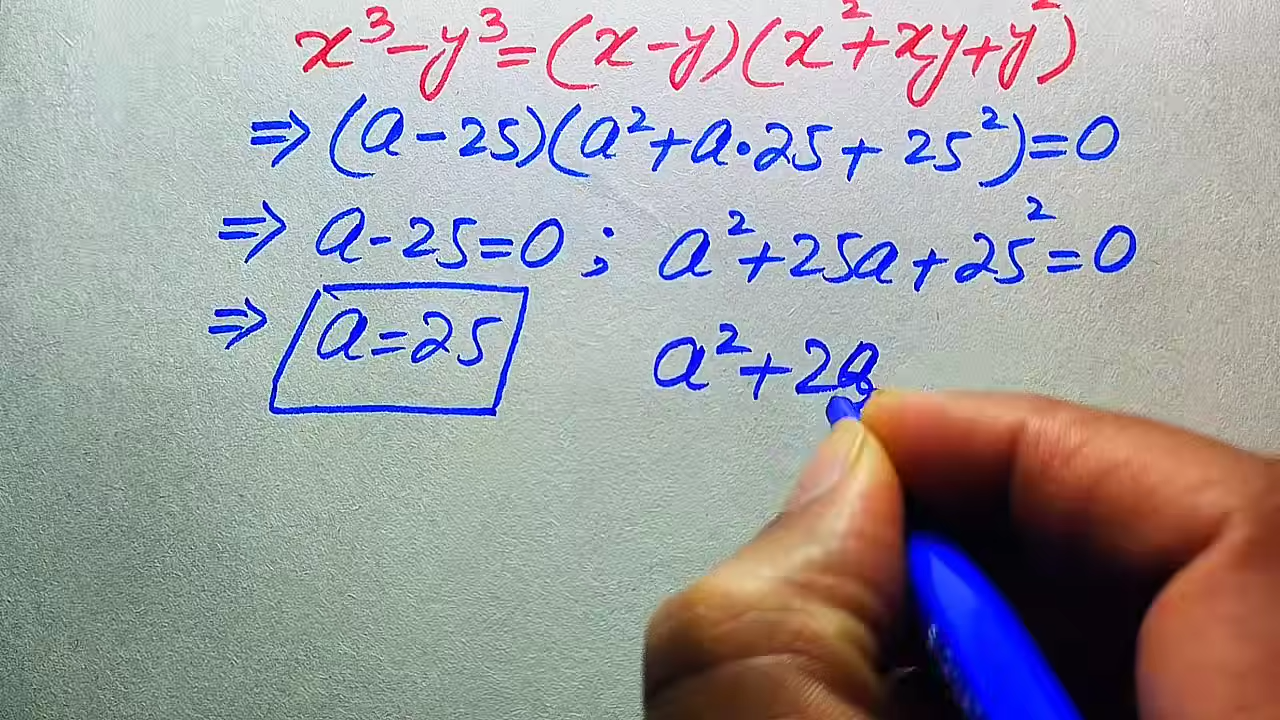 x³-y³=(x-y)(x²+xy+y²)
⇒(a-25)(a²+a·25+25²)=0
⇒ a-25=0 ; a²+25a+25²=0
⇒ a=25 a²+2a